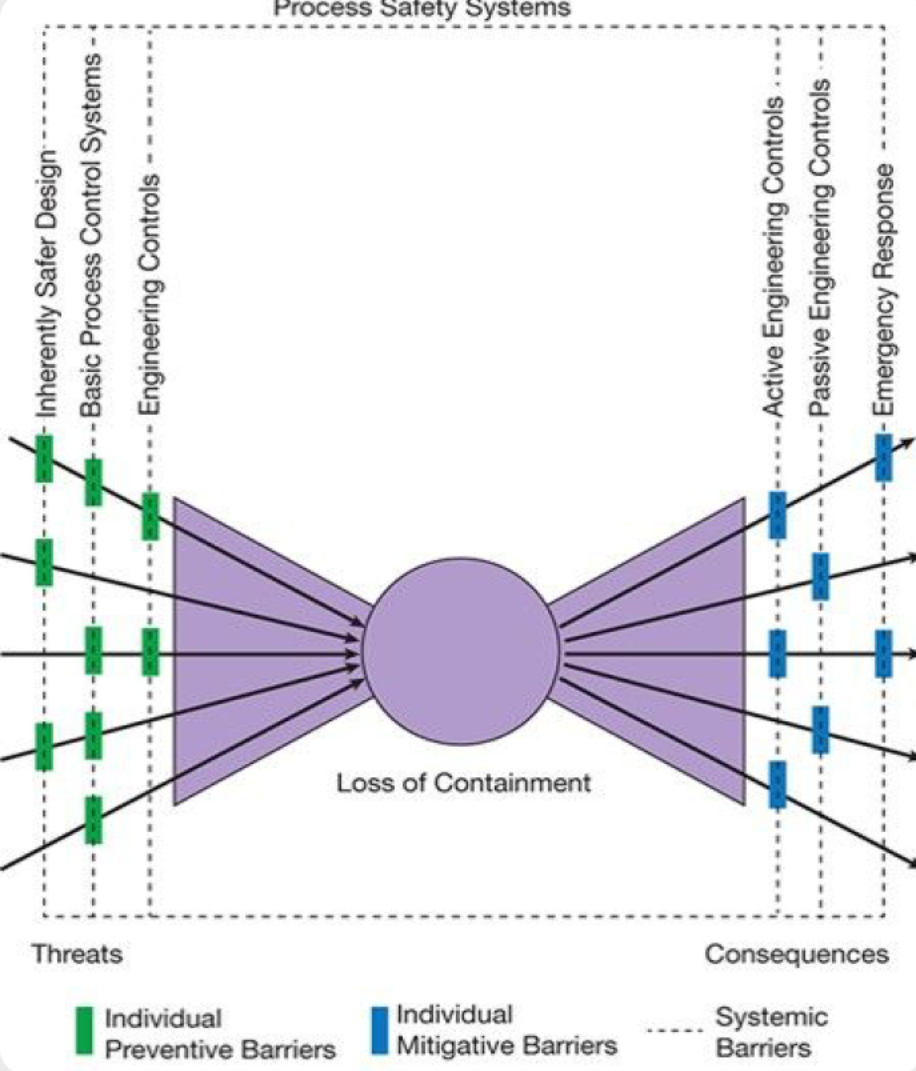 Process Safety Systems
Inherently Safer Design
Basic Process Control Systems
Engineering Controls
Active Engineering Controls
Passive Engineering Controls
Emergency Response
Loss of Containment
Threats
Consequences
Individual
Preventive Barriers
Individual
Mitigative Barriers
Systemic
Barriers